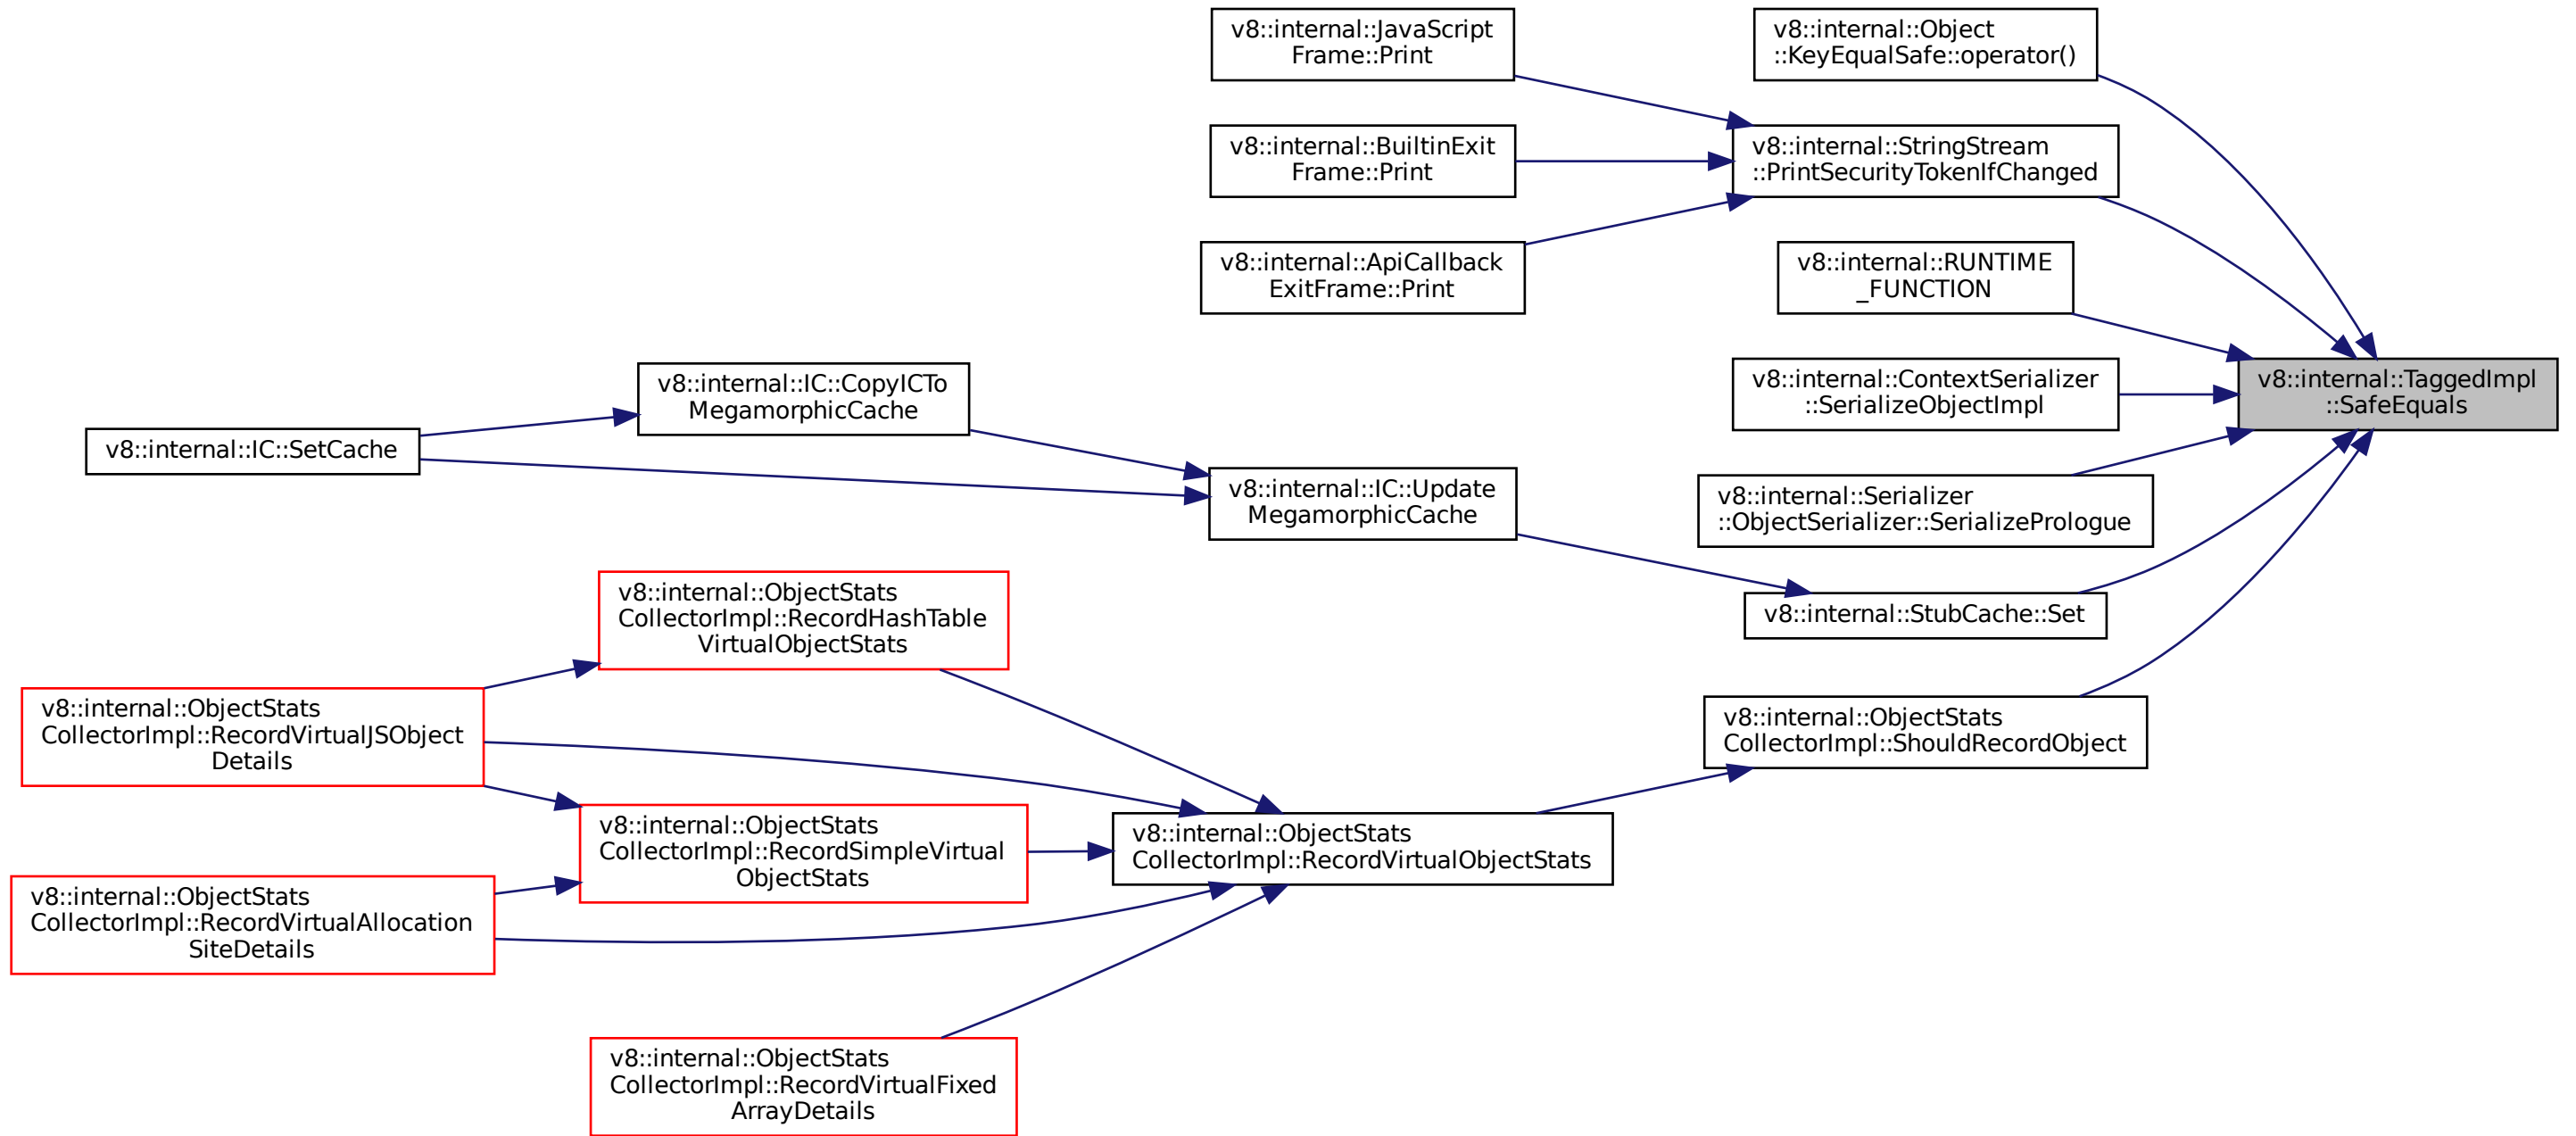 v8::internal::JavaScript
Frame::Print
v8::internal::Object
::KeyEqualSafe::operator()
v8::internal::BuiltinExit
Frame::Print
v8::internal::StringStream
::PrintSecurityTokenIfChanged
v8::internal::ApiCallback
ExitFrame::Print
v8::internal::RUNTIME
_FUNCTION
v8::internal::IC::CopyICTo
MegamorphicCache
v8::internal::ContextSerializer
::SerializeObjectImpl
v8::internal::TaggedImpl
::SafeEquals
v8::internal::IC::SetCache
v8::internal::IC::Update
MegamorphicCache
v8::internal::Serializer
::ObjectSerializer::SerializePrologue
v8::internal::ObjectStats
CollectorImpl::RecordHashTable
VirtualObjectStats
v8::internal::StubCache::Set
v8::internal::ObjectStats
CollectorImpl::RecordVirtualJSObject
Details
v8::internal::ObjectStats
CollectorImpl::ShouldRecordObject
v8::internal::ObjectStats
CollectorImpl::RecordSimpleVirtual
ObjectStats
v8::internal::ObjectStats
CollectorImpl::RecordVirtualObjectStats
v8::internal::ObjectStats
CollectorImpl::RecordVirtualAllocation
SiteDetails
v8::internal::ObjectStats
CollectorImpl::RecordVirtualFixed
ArrayDetails